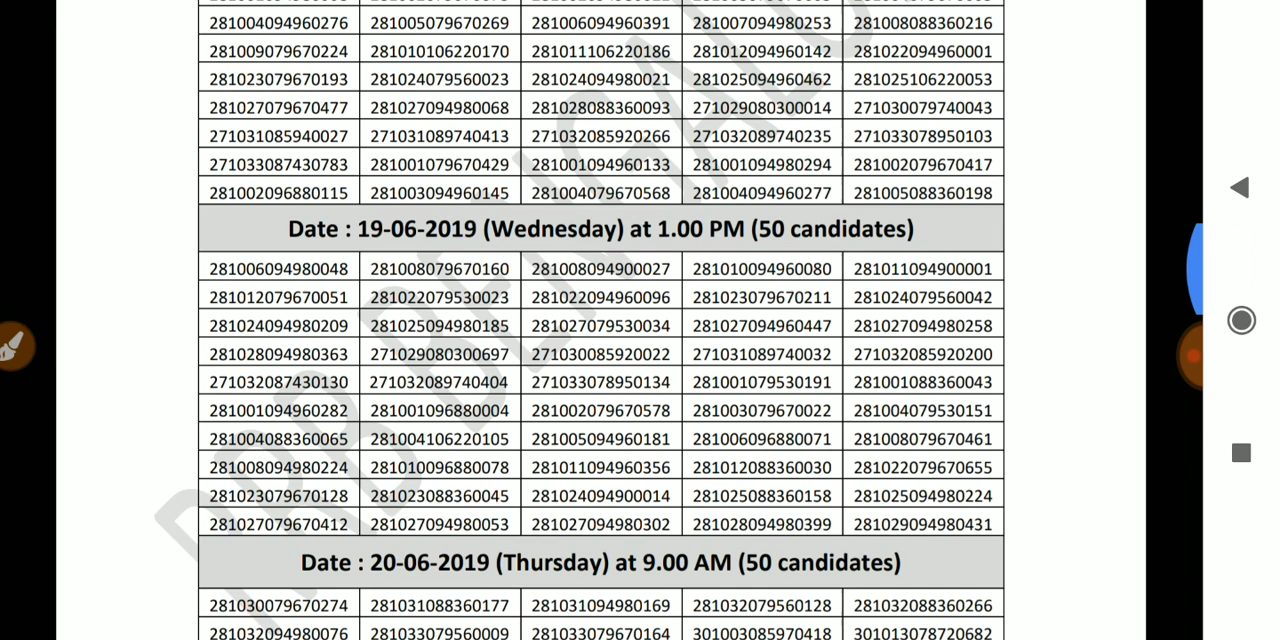 281004094960276 281005079670269 281006094960391 281007094980253 281008088360216
281009079670224 281010106220170 281011106220186 281012094960142 281022094960001
281023079670193 281024079560023 281024094980021 281025094960462 281025106220053
281027079670477 281027094980068 281028088360093 271029080300014 271030079740043
271031085940027 271031089740413 271032085920266 271032089740235 271033078950103
271033087430783 281001079670429 281001094960133 281001094980294 281002079670417
281002096880115 281003094960145 281004079670568 281004094960277 281005088360198
Date : 19-06-2019 (Wednesday) at 1.00 PM (50 candidates)
281006094980048 281008079670160 281008094900027 281010094960080 281011094900001
281012079670051 281022079530023 281022094960096 281023079670211 281024079560042
281024094980209 281025094980185 281027079530034 281027094960447 281027094980258
281028094980363 271029080300697 271030085920022 271031089740032 271032085920200
271032087430130 271032089740404 271033078950134 281001079530191 281001088360043
281001094960282 281001096880004 281002079670578 281003079670022 281004079530151
281004088360065 281004106220105 281005094960181 281006096880071 281008079670461
281008094980224 281010096880078 281011094960356 281012088360030 281022079670655
281023079670128 281023088360045 281024094900014 281025088360158 281025094980224
281027079670412 281027094980053 281027094980302 281028094980399 281029094980431
Date : 20-06-2019 (Thursday) at 9.00 AM (50 candidates)
281030079670274 281031088360177 281031094980169 281032079560128 281032088360266
281032094980076 281033079560009 281033079670164 301003085970418 301013078720682
RRB BENGALU